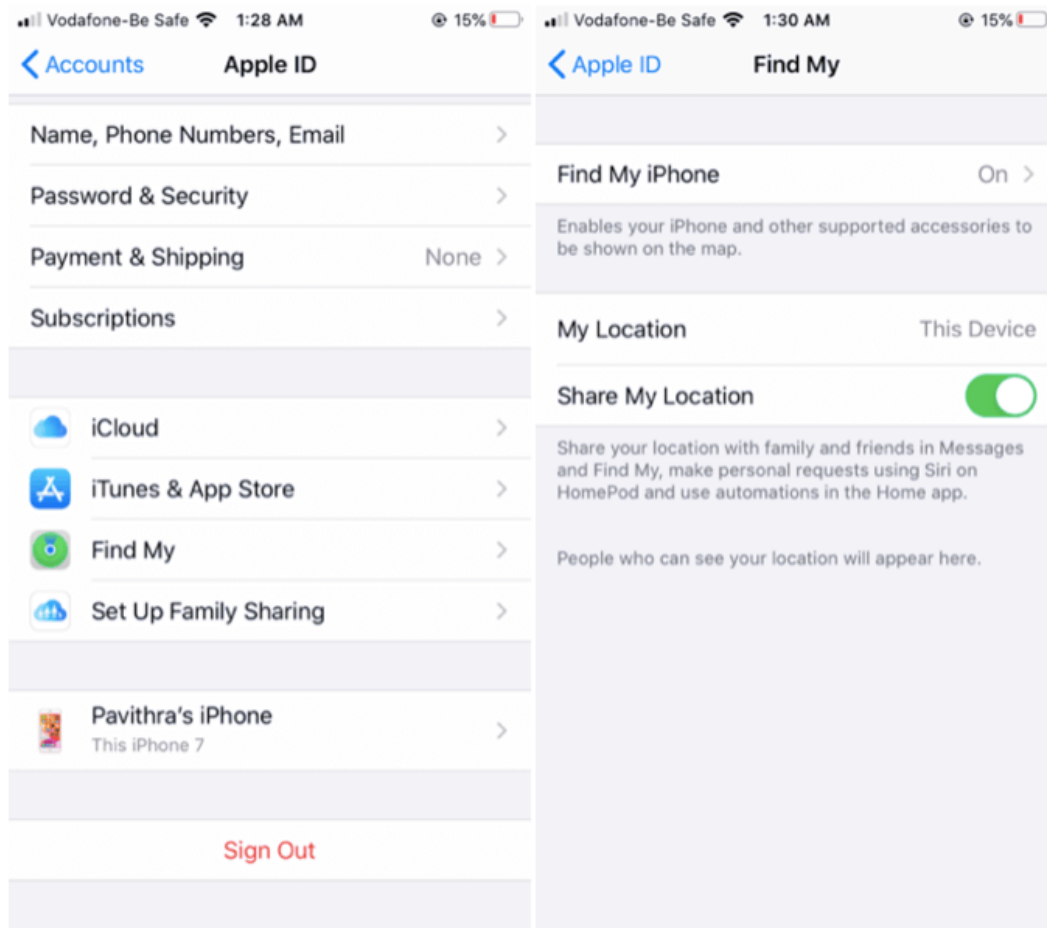 Vodafone-Be Safe 1:28 AM 15%
Accounts Apple ID
Name, Phone Numbers, Email
Password & Security
Payment & Shipping None
Subscriptions
iCloud
iTunes & App Store
Find My
Set Up Family Sharing
Pavithra's iPhone
This iPhone 7
Sign Out
Vodafone-Be Safe 1:30 AM 15%
Apple ID Find My
Find My iPhone On
Enables your iPhone and other supported accessories to
be shown on the map.
My Location This Device
Share My Location
Share your location with family and friends in Messages
and Find My, make personal requests using Siri on
HomePod and use automations in the Home app.
People who can see your location will appear here.